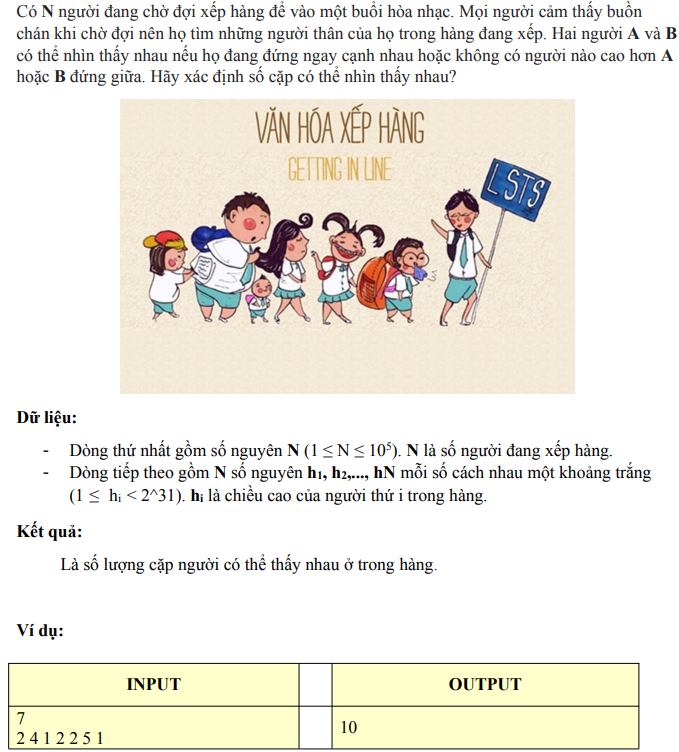 Có N người đang chờ đợi xếp hàng để vào một buổi hòa nhạc. Mọi người cảm thấy buồn
chán khi chờ đợi nên họ tìm những người thân của họ trong hàng đang xếp. Hai người A và B
có thể nhìn thấy nhau nếu họ đang đứng ngay cạnh nhau hoặc không có người nào cao hơn A
hoặc B đứng giữa. Hãy xác định số cặp có thể nhìn thấy nhau?
VĂN HÓA XẾP HÀNG
GETTING IN LINE
LSTS
Dữ liệu:
- Dòng thứ nhất gồm số nguyên N (1 ≤ N ≤ 10⁵). N là số người đang xếp hàng.
- Dòng tiếp theo gồm N số nguyên h₁, h₂,..., hN mỗi số cách nhau một khoảng trắng
(1 ≤ hᵢ < 2^31). hᵢ là chiều cao của người thứ i trong hàng.
Kết quả:
Là số lượng cặp người có thể thấy nhau ở trong hàng.
Ví dụ:
INPUT OUTPUT
7
2 4 1 2 2 5 1
10